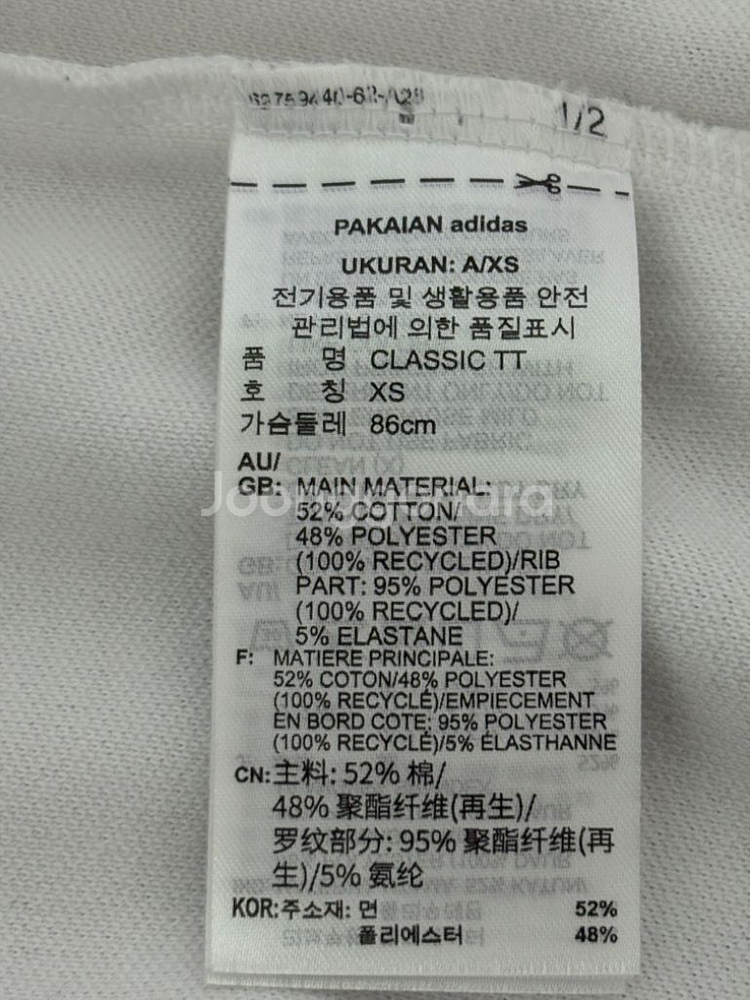 1/2
PAKAIAN adidas
UKURAN: A/XS
전기용품 및 생활용품 안전
관리법에 의한 품질표시
품 명 CLASSIC TT
호 칭 XS
가슴둘레 86cm
AU/
GB: MAIN MATERIAL:
52% COTTON/
48% POLYESTER
(100% RECYCLED)/RIB
PART: 95% POLYESTER
(100% RECYCLED)/
5% ELASTANE
F: MATIERE PRINCIPALE:
52% COTON/48% POLYESTER
(100% RECYCLÉ)/EMPIECEMENT
EN BORD COTE: 95% POLYESTER
(100% RECYCLÉ)/5% ÉLASTHANNE
CN:主料: 52% 棉/
48% 聚酯纤维(再生)/
罗纹部分: 95% 聚酯纤维(再
生)/5% 氨纶
KOR:주소재: 면 52%
폴리에스터 48%